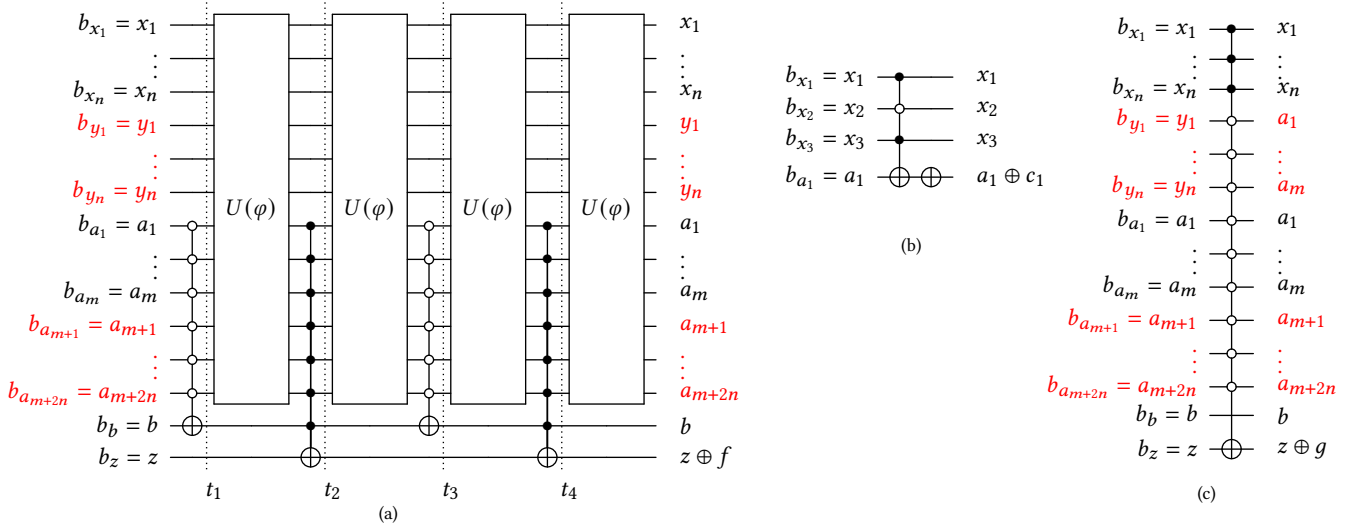 b_{x_1} = x_1 x_1
⋮ ⋮
b_{x_n} = x_n x_n
b_{y_1} = y_1 y_1
⋮ ⋮
b_{y_n} = y_n y_n
U(φ) U(φ) U(φ) U(φ)
b_{a_1} = a_1 a_1
⋮ ⋮
b_{a_m} = a_m a_m
b_{a_{m+1}} = a_{m+1} a_{m+1}
⋮ ⋮
b_{a_{m+2n}} = a_{m+2n} a_{m+2n}
b_b = b b
b_z = z z ⊕ f
t_1 t_2 t_3 t_4
(a)
b_{x_1} = x_1 x_1
b_{x_2} = x_2 x_2
b_{x_3} = x_3 x_3
b_{a_1} = a_1 a_1 ⊕ c_1
(b)
b_{x_1} = x_1 x_1
⋮ ⋮
b_{x_n} = x_n x_n
b_{y_1} = y_1 a_1
⋮ ⋮
b_{y_n} = y_n a_m
b_{a_1} = a_1 a_1
⋮ ⋮
b_{a_m} = a_m a_m
b_{a_{m+1}} = a_{m+1} a_{m+1}
⋮ ⋮
b_{a_{m+2n}} = a_{m+2n} a_{m+2n}
b_b = b b
b_z = z z ⊕ g
(c)